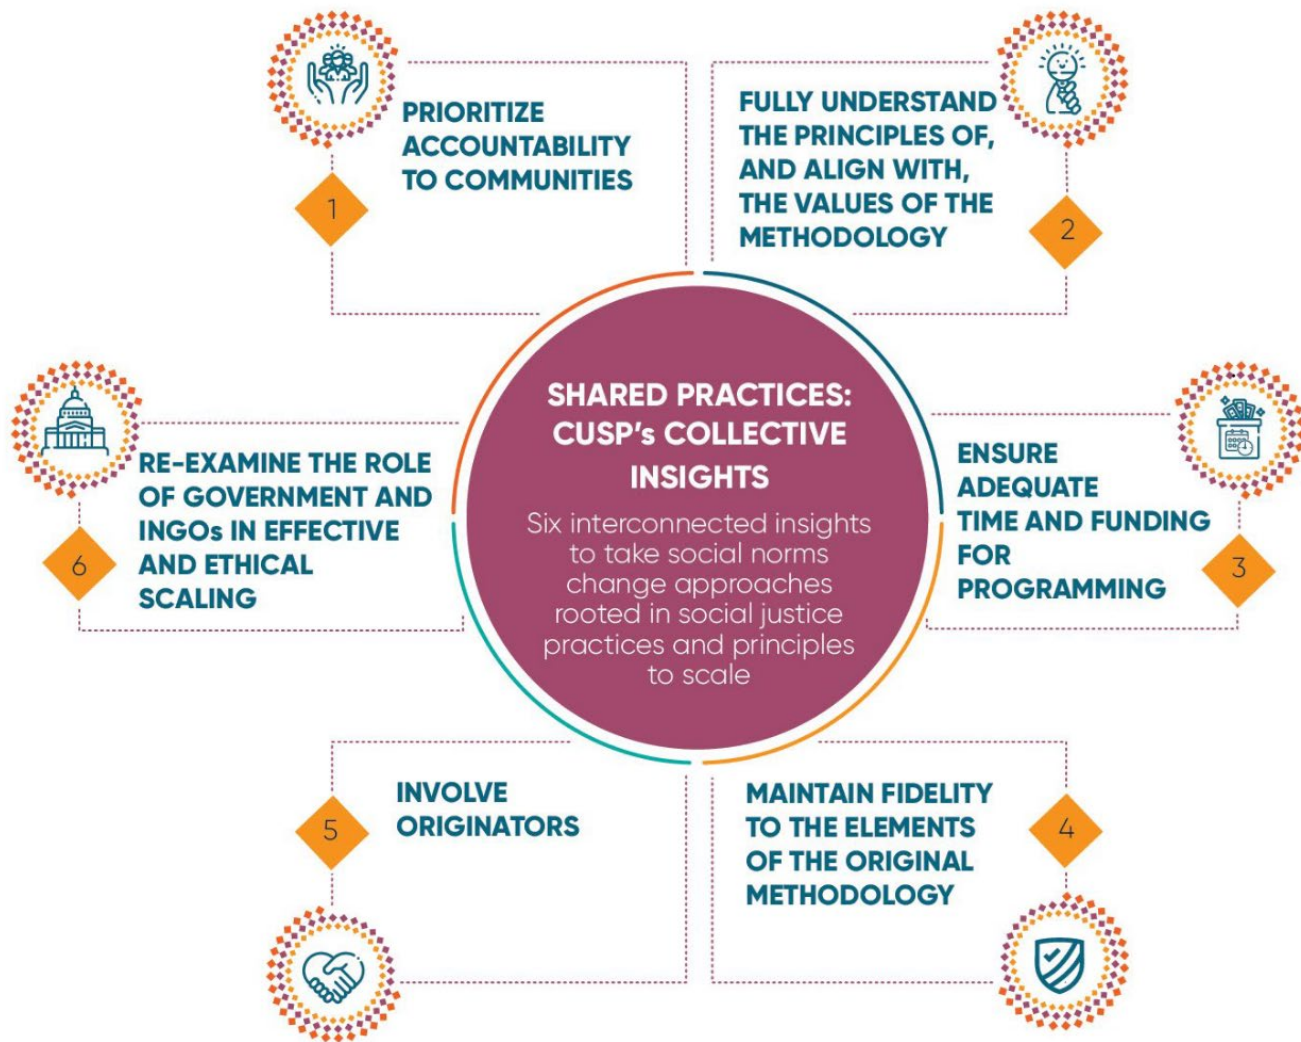 SHARED PRACTICES:
CUSP's COLLECTIVE
INSIGHTS
Six interconnected insights
to take social norms
change approaches
rooted in social justice
practices and principles
to scale
1
PRIORITIZE
ACCOUNTABILITY
TO COMMUNITIES
2
FULLY UNDERSTAND
THE PRINCIPLES OF,
AND ALIGN WITH,
THE VALUES OF THE
METHODOLOGY
3
ENSURE
ADEQUATE
TIME AND FUNDING
FOR
PROGRAMMING
4
MAINTAIN FIDELITY
TO THE ELEMENTS
OF THE ORIGINAL
METHODOLOGY
5
INVOLVE
ORIGINATORS
6
RE-EXAMINE THE ROLE
OF GOVERNMENT AND
INGOs IN EFFECTIVE
AND ETHICAL
SCALING